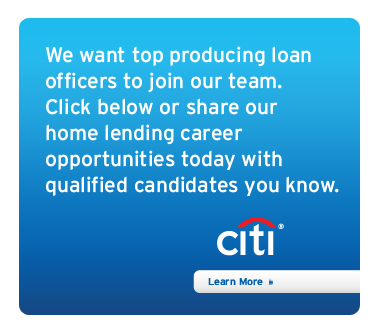 We want top producing loan
officers to join our team.
Click below or share our
home lending career
opportunities today with
qualified candidates you know.
citi®
Learn More »